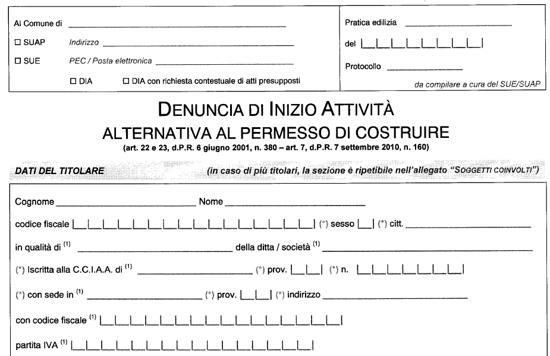 Al Comune di
Pratica edilizia
□ SUAP Indirizzo
del
□ SUE PEC / Posta elettronica
Protocollo
□ DIA □ DIA con richiesta contestuale di atti presupposti
da compilare a cura del SUE/SUAP
DENUNCIA DI INIZIO ATTIVITÀ
ALTERNATIVA AL PERMESSO DI COSTRUIRE
(art. 22 e 23, d.P.R. 6 giugno 2001, n. 380 – art. 7, d.P.R. 7 settembre 2010, n. 160)
DATI DEL TITOLARE (in caso di più titolari, la sezione è ripetibile nell'allegato "SOGGETTI COINVOLTI")
Cognome Nome
codice fiscale (*) sesso (*) citt.
in qualità di (1) della ditta / società (1)
(*) Iscritta alla C.C.I.A.A. di (1) (*) prov. (*) n.
(*) con sede in (1) (*) prov. (*) indirizzo
con codice fiscale (1)
partita IVA (1)